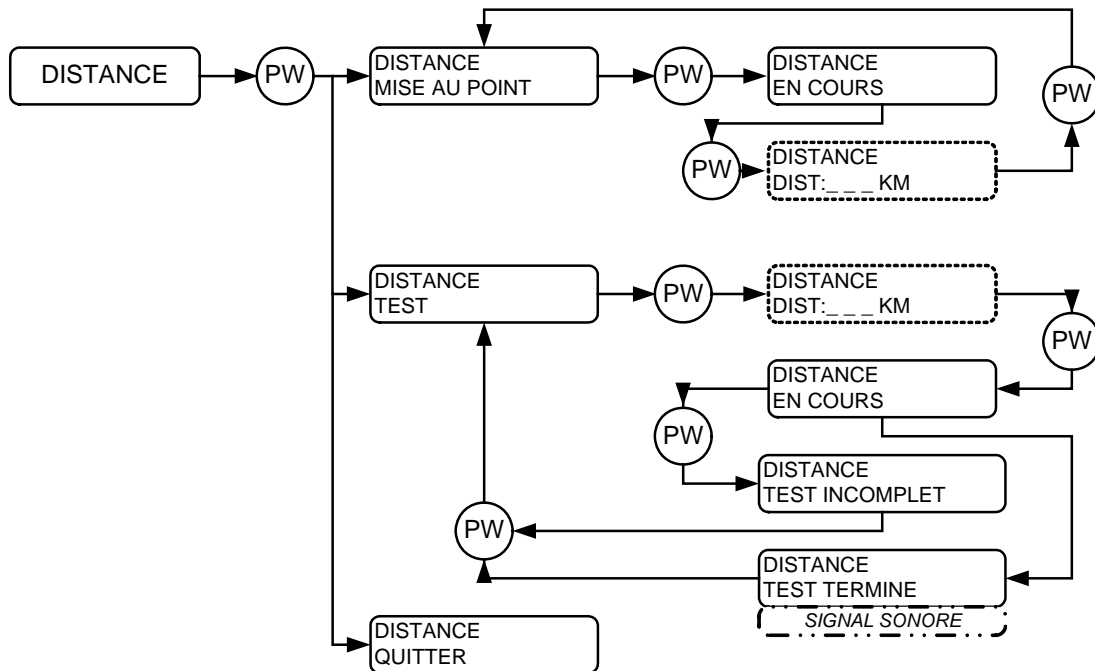 DISTANCE
PW
DISTANCE
MISE AU POINT
PW
DISTANCE
EN COURS
PW
PW
DISTANCE
DIST:_ _ _ KM
DISTANCE
TEST
PW
DISTANCE
DIST:_ _ _ KM
PW
DISTANCE
EN COURS
PW
DISTANCE
TEST INCOMPLET
PW
DISTANCE
TEST TERMINE
SIGNAL SONORE
DISTANCE
QUITTER